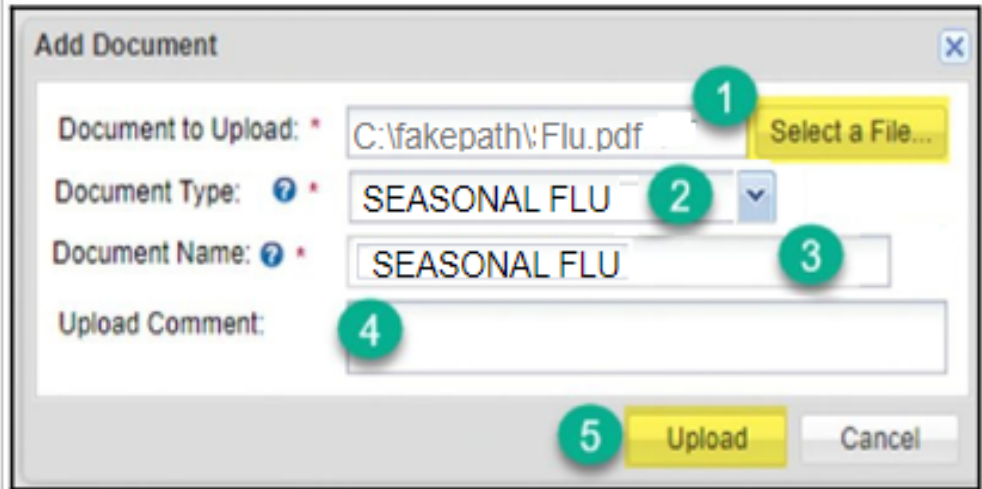 Add Document
Document to Upload: * C:\fakepath\:Flu.pdf 1 Select a File...
Document Type: ? * SEASONAL FLU 2
Document Name: ? * SEASONAL FLU 3
Upload Comment: 4
5 Upload Cancel